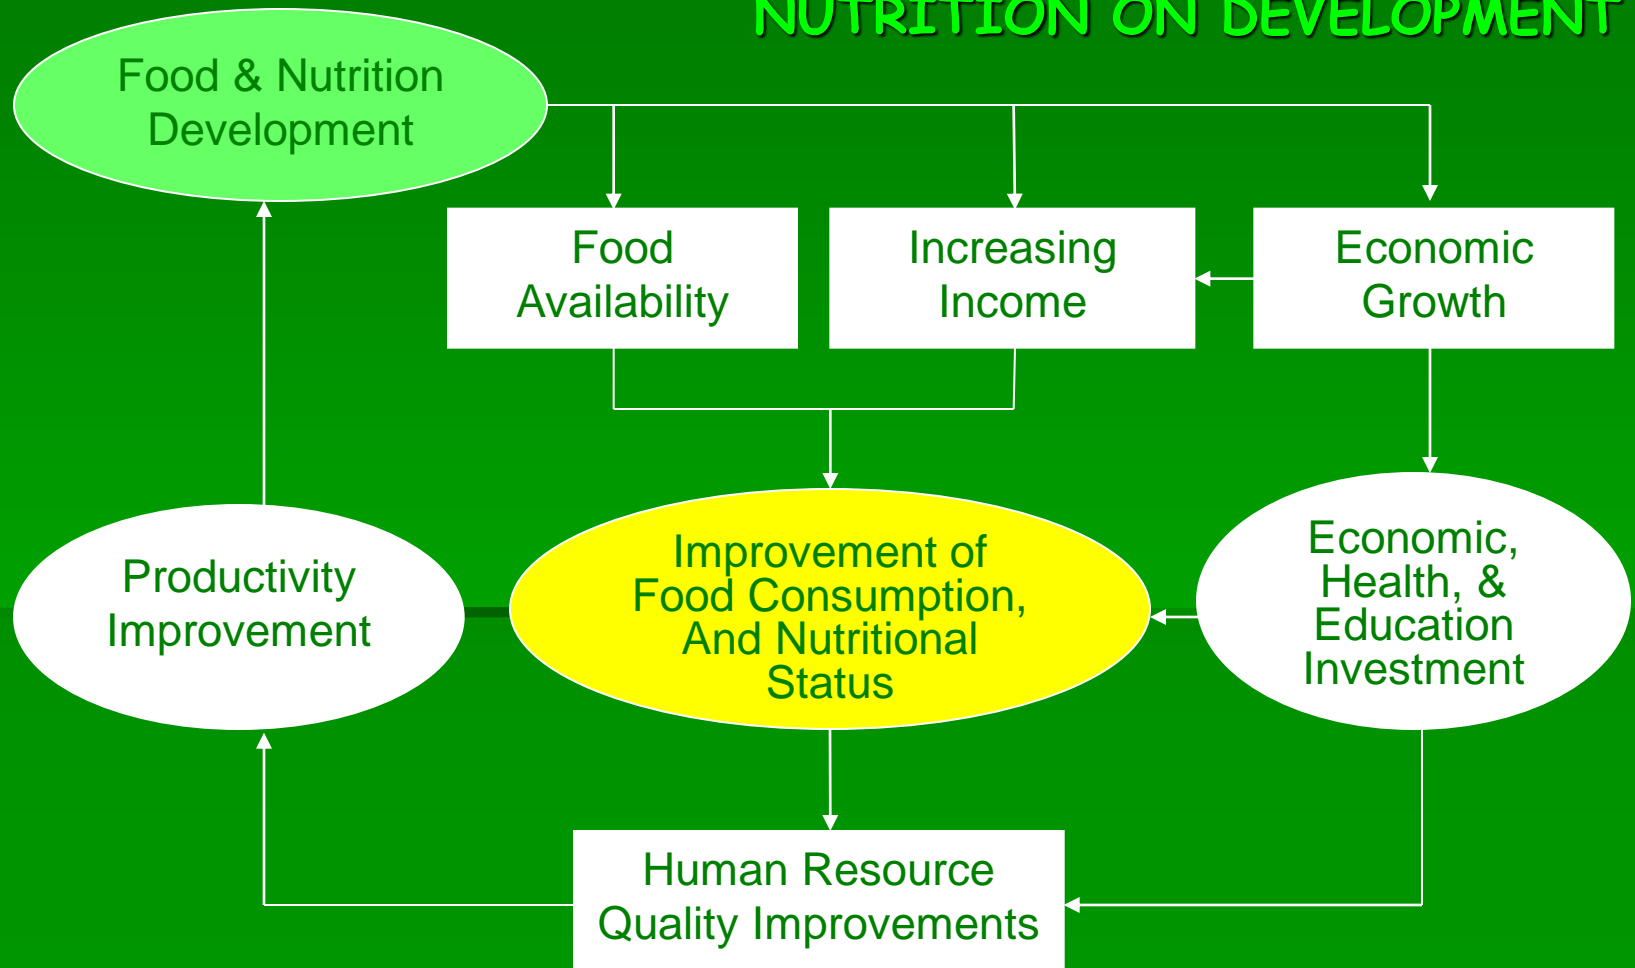 NUTRITION ON DEVELOPMENT
Food & Nutrition
Development
Food
Availability
Increasing
Income
Economic
Growth
Productivity
Improvement
Improvement of
Food Consumption,
And Nutritional
Status
Economic,
Health, &
Education
Investment
Human Resource
Quality Improvements